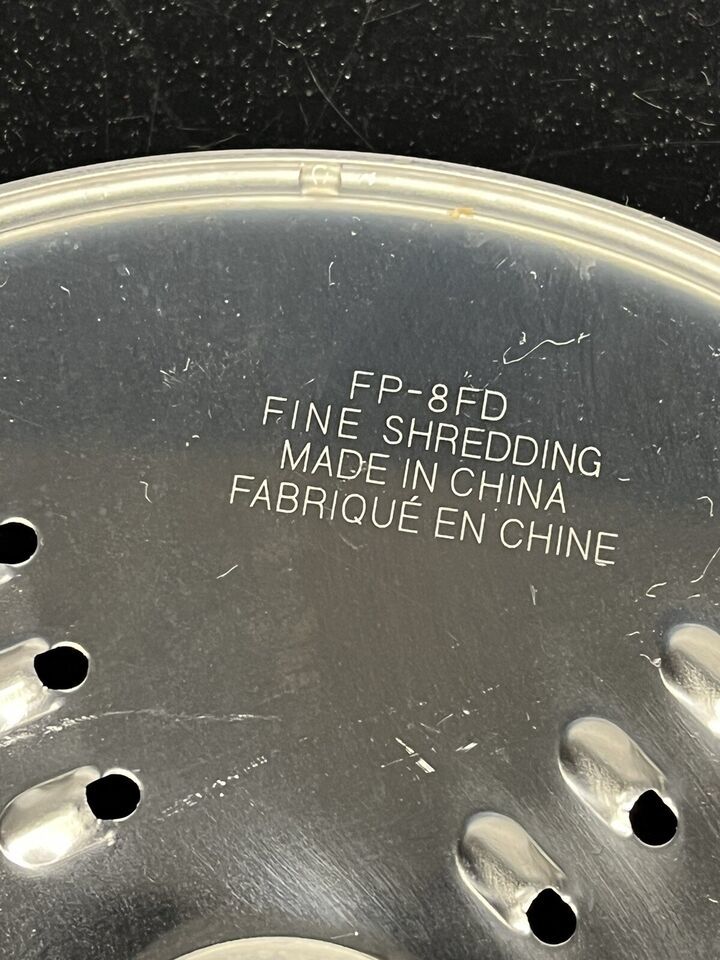 FP-8FD
FINE SHREDDING
MADE IN CHINA
FABRIQUÉ EN CHINE